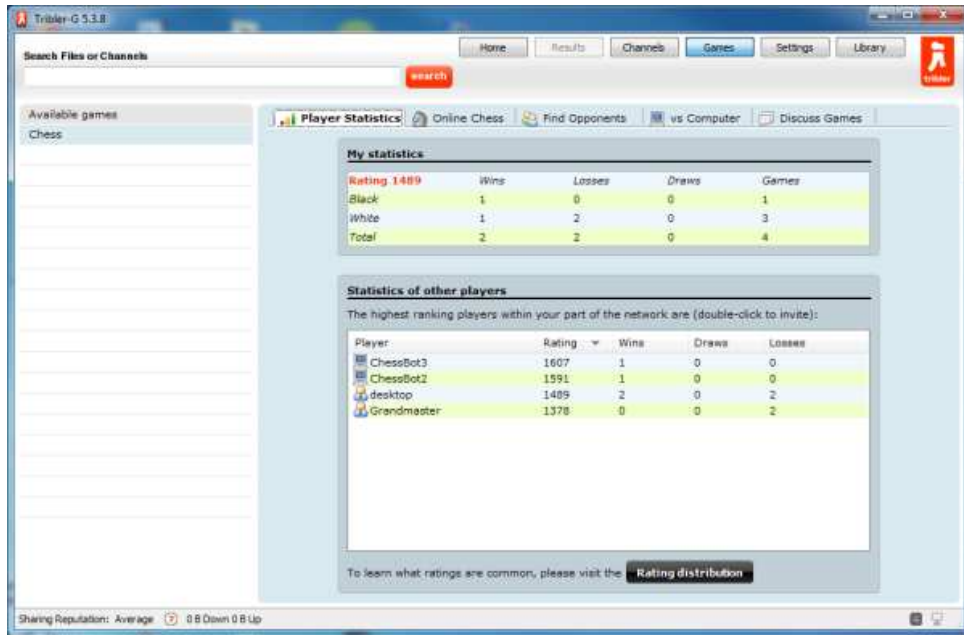 Tribler-G 5.3.8
Search Files or Channels
Home Results Channels Games Settings Library
search
tribler
Available games
Chess
Player Statistics Online Chess Find Opponents vs Computer Discuss Games
My statistics
Rating 1489 Wins Losses Draws Games
Black 1 0 0 1
White 1 2 0 3
Total 2 2 0 4
Statistics of other players
The highest ranking players within your part of the network are (double-click to invite):
Player Rating Wins Draws Losses
ChessBot3 1607 1 0 0
ChessBot2 1591 1 0 0
desktop 1489 2 0 2
Grandmaster 1378 0 0 2
To learn what ratings are common, please visit the Rating distribution
Sharing Reputation: Average ? 0 B Down 0 B Up